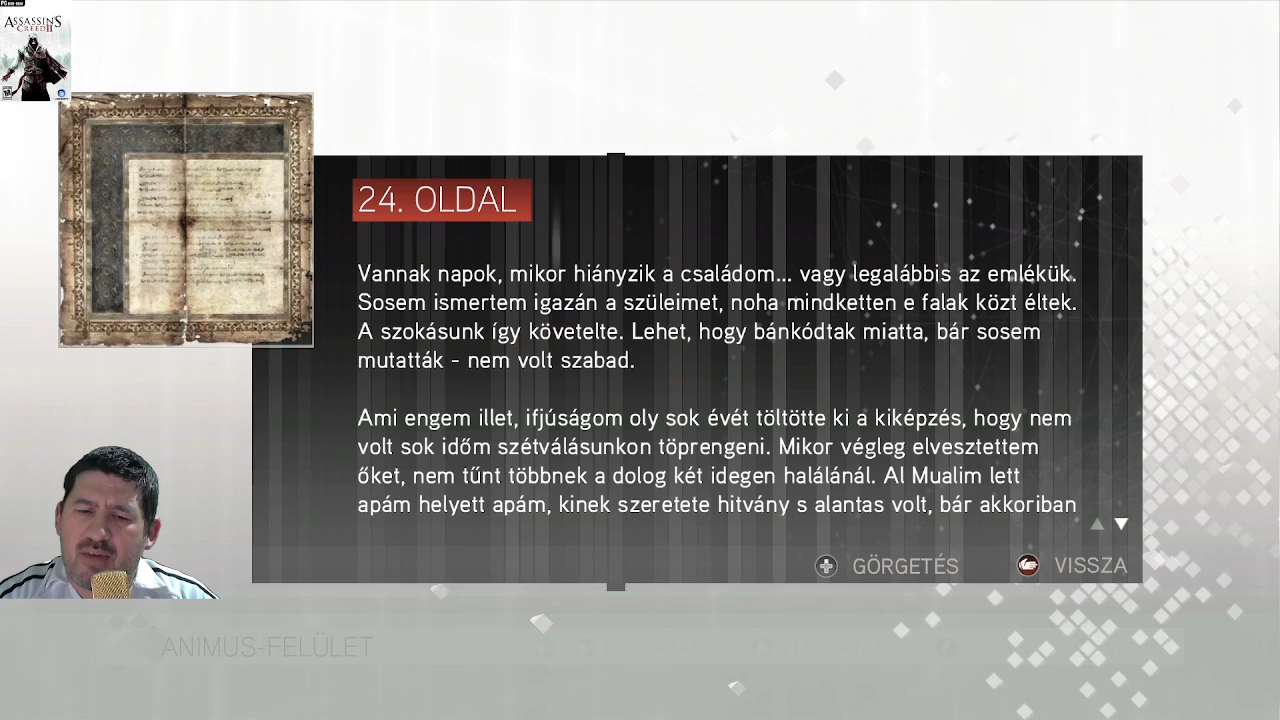 ASSASSIN'S
CREED II
24. OLDAL
Vannak napok, mikor hiányzik a családom... vagy legalábbis az emlékük.
Sosem ismertem igazán a szüleimet, noha mindketten e falak közt éltek.
A szokásunk így követelte. Lehet, hogy bánkódtak miatta, bár sosem
mutatták - nem volt szabad.
Ami engem illet, ifjúságom oly sok évét töltötte ki a kiképzés, hogy nem
volt sok időm szétválásunkon töprengeni. Mikor végleg elvesztettem
őket, nem tűnt többnek a dolog két idegen halálánál. Al Mualim lett
apám helyett apám, kinek szeretete hitvány s alantas volt, bár akkoriban
GÖRGETÉS VISSZA
ANIMUS-FELÜLET